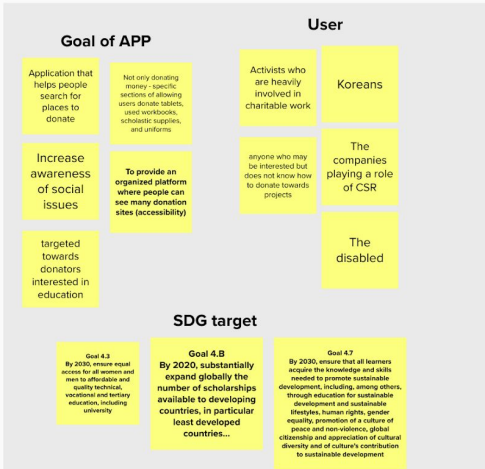 Goal of APP
Application that
helps people
search for
places to
donate
Not only donating
money - specific
sections of allowing
users donate tablets,
used workbooks,
scholastic supplies,
and uniforms
Increase
awareness
of social
issues
To provide an
organized platform
where people can
see many donation
sites (accessibility)
targeted
towards
donators
interested in
education
User
Activists who
are heavily
involved in
charitable work
Koreans
anyone who may
be interested but
does not know how
to donate towards
projects
The
companies
playing a role
of CSR
The
disabled
SDG target
Goal 4.3
By 2030, ensure equal
access for all women and
men to affordable and
quality technical,
vocational and tertiary
education, including
university
Goal 4.B
By 2020, substantially
expand globally the
number of scholarships
available to developing
countries, in particular
least developed
countries...
Goal 4.7
By 2030, ensure that all learners
acquire the knowledge and skills
needed to promote sustainable
development, including, among others,
through education for sustainable
development and sustainable
lifestyles, human rights, gender
equality, promotion of a culture of
peace and non-violence, global
citizenship and appreciation of cultural
diversity and of culture's contribution
to sustainable development